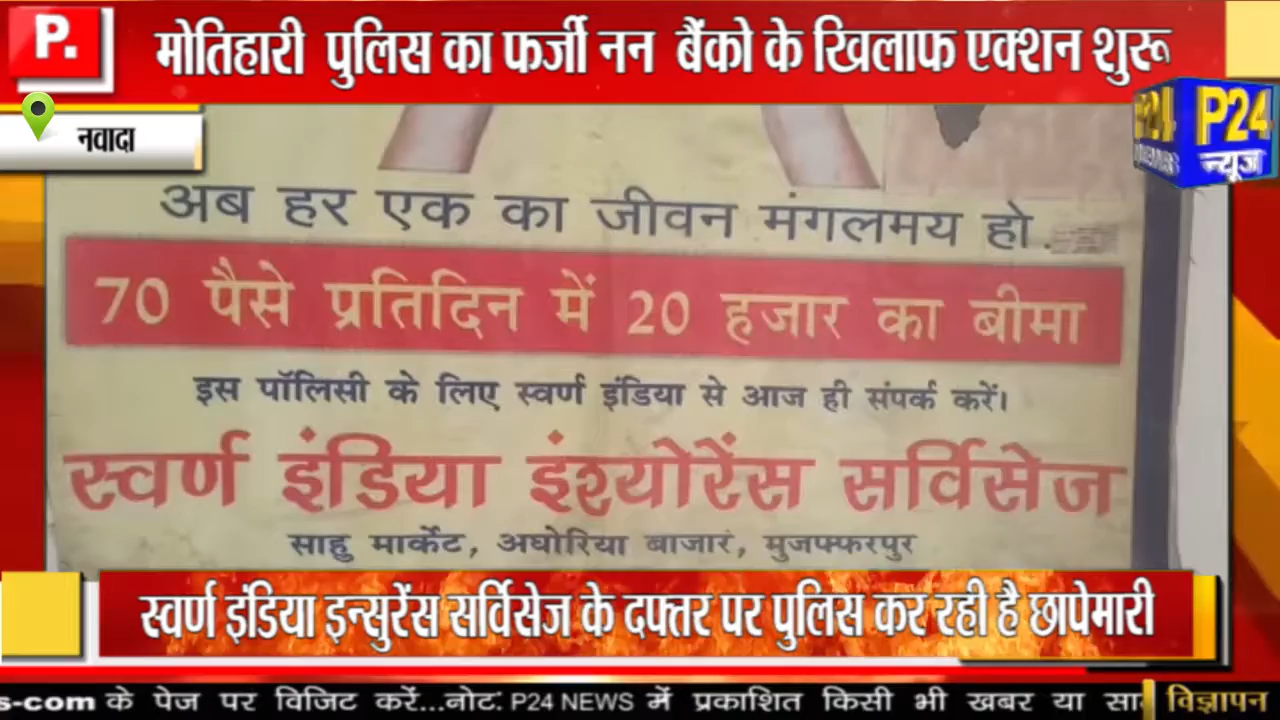 P.
मोतिहारी पुलिस का फर्जी नन बैंको के खिलाफ एक्शन शुरू
नवादा
P24
न्यूज
अब हर एक का जीवन मंगलमय हो
70 पैसे प्रतिदिन में 20 हजार का बीमा
इस पॉलिसी के लिए स्वर्ण इंडिया से आज ही संपर्क करें।
स्वर्ण इंडिया इंश्योरेंस सर्विसेज
साहु मार्केट, अघोरिया बाजार, मुजफ्फरपुर
स्वर्ण इंडिया इन्सुरेंस सर्विसेज के दफ्तर पर पुलिस कर रही है छापेमारी
s-com के पेज पर विजिट करें...नोट: P24 NEWS में प्रकाशित किसी भी खबर या सा विज्ञापन